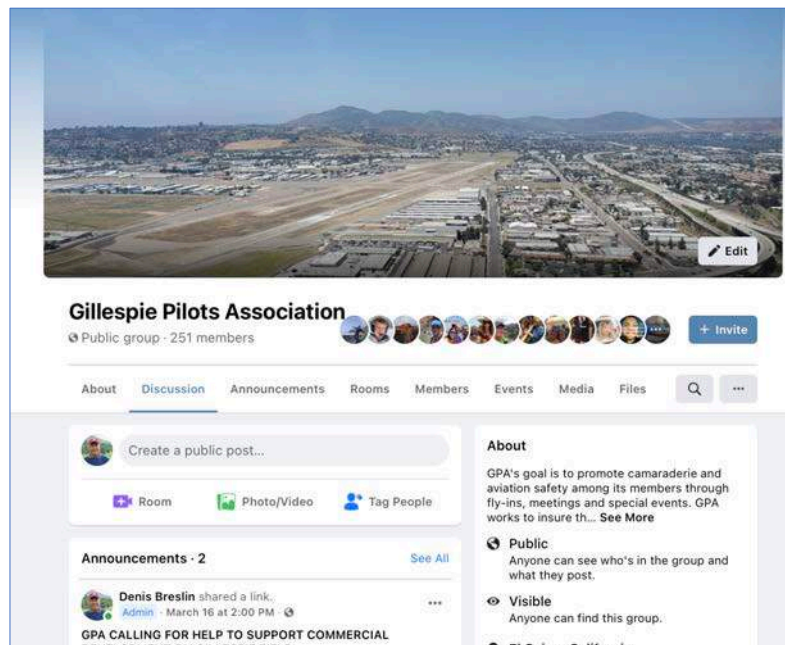 Edit
Gillespie Pilots Association
Public group · 251 members
+ Invite
About Discussion Announcements Rooms Members Events Media Files
Create a public post...
Room Photo/Video Tag People
Announcements · 2 See All
Denis Breslin shared a link.
Admin · March 16 at 2:00 PM ·
GPA CALLING FOR HELP TO SUPPORT COMMERCIAL
About
GPA's goal is to promote camaraderie and
aviation safety among its members through
fly-ins, meetings and special events. GPA
works to insure th... See More
Public
Anyone can see who's in the group and
what they post.
Visible
Anyone can find this group.